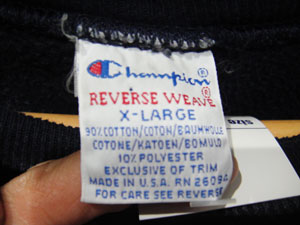 Champion®
REVERSE WEAVE®
X-LARGE
90% COTTON/COTON/BAUMWOLLE
COTONE/KATOEN/BOMULD
10% POLYESTER
EXCLUSIVE OF TRIM
MADE IN U.S.A. RN 26094
FOR CARE SEE REVERSE
size